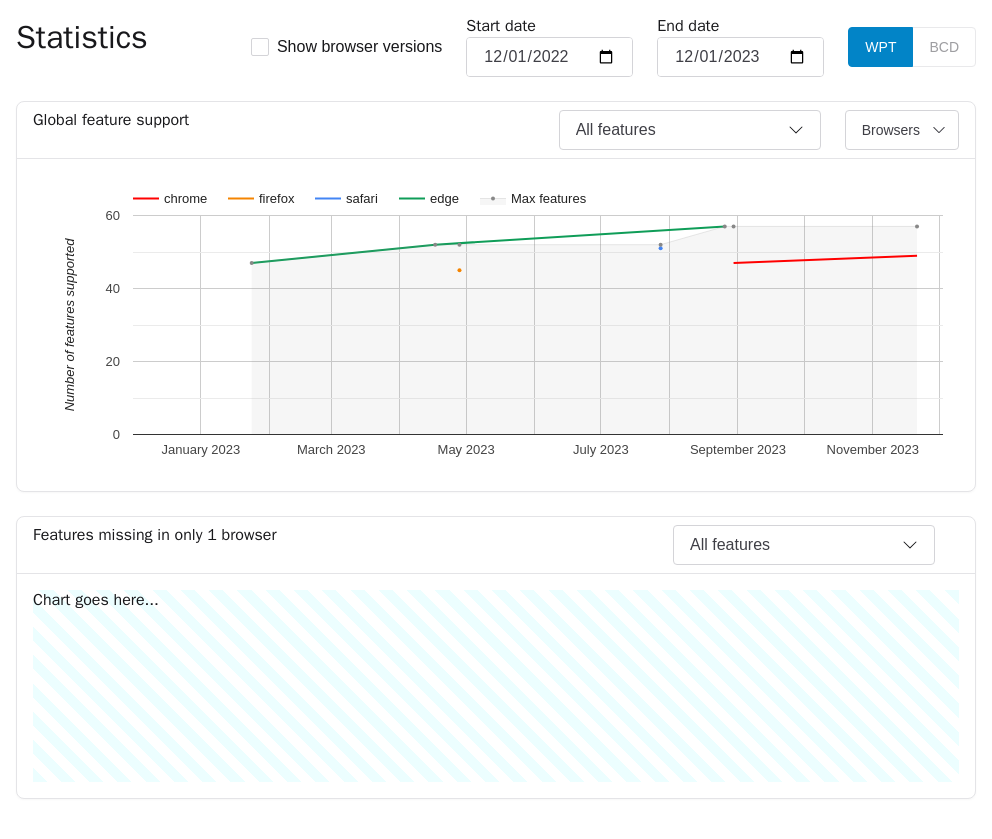 Statistics
Show browser versions
Start date
12/01/2022
End date
12/01/2023
WPT
BCD
Global feature support
All features
Browsers
chrome
firefox
safari
edge
Max features
Number of features supported
60
40
20
0
January 2023
March 2023
May 2023
July 2023
September 2023
November 2023
Features missing in only 1 browser
All features
Chart goes here...